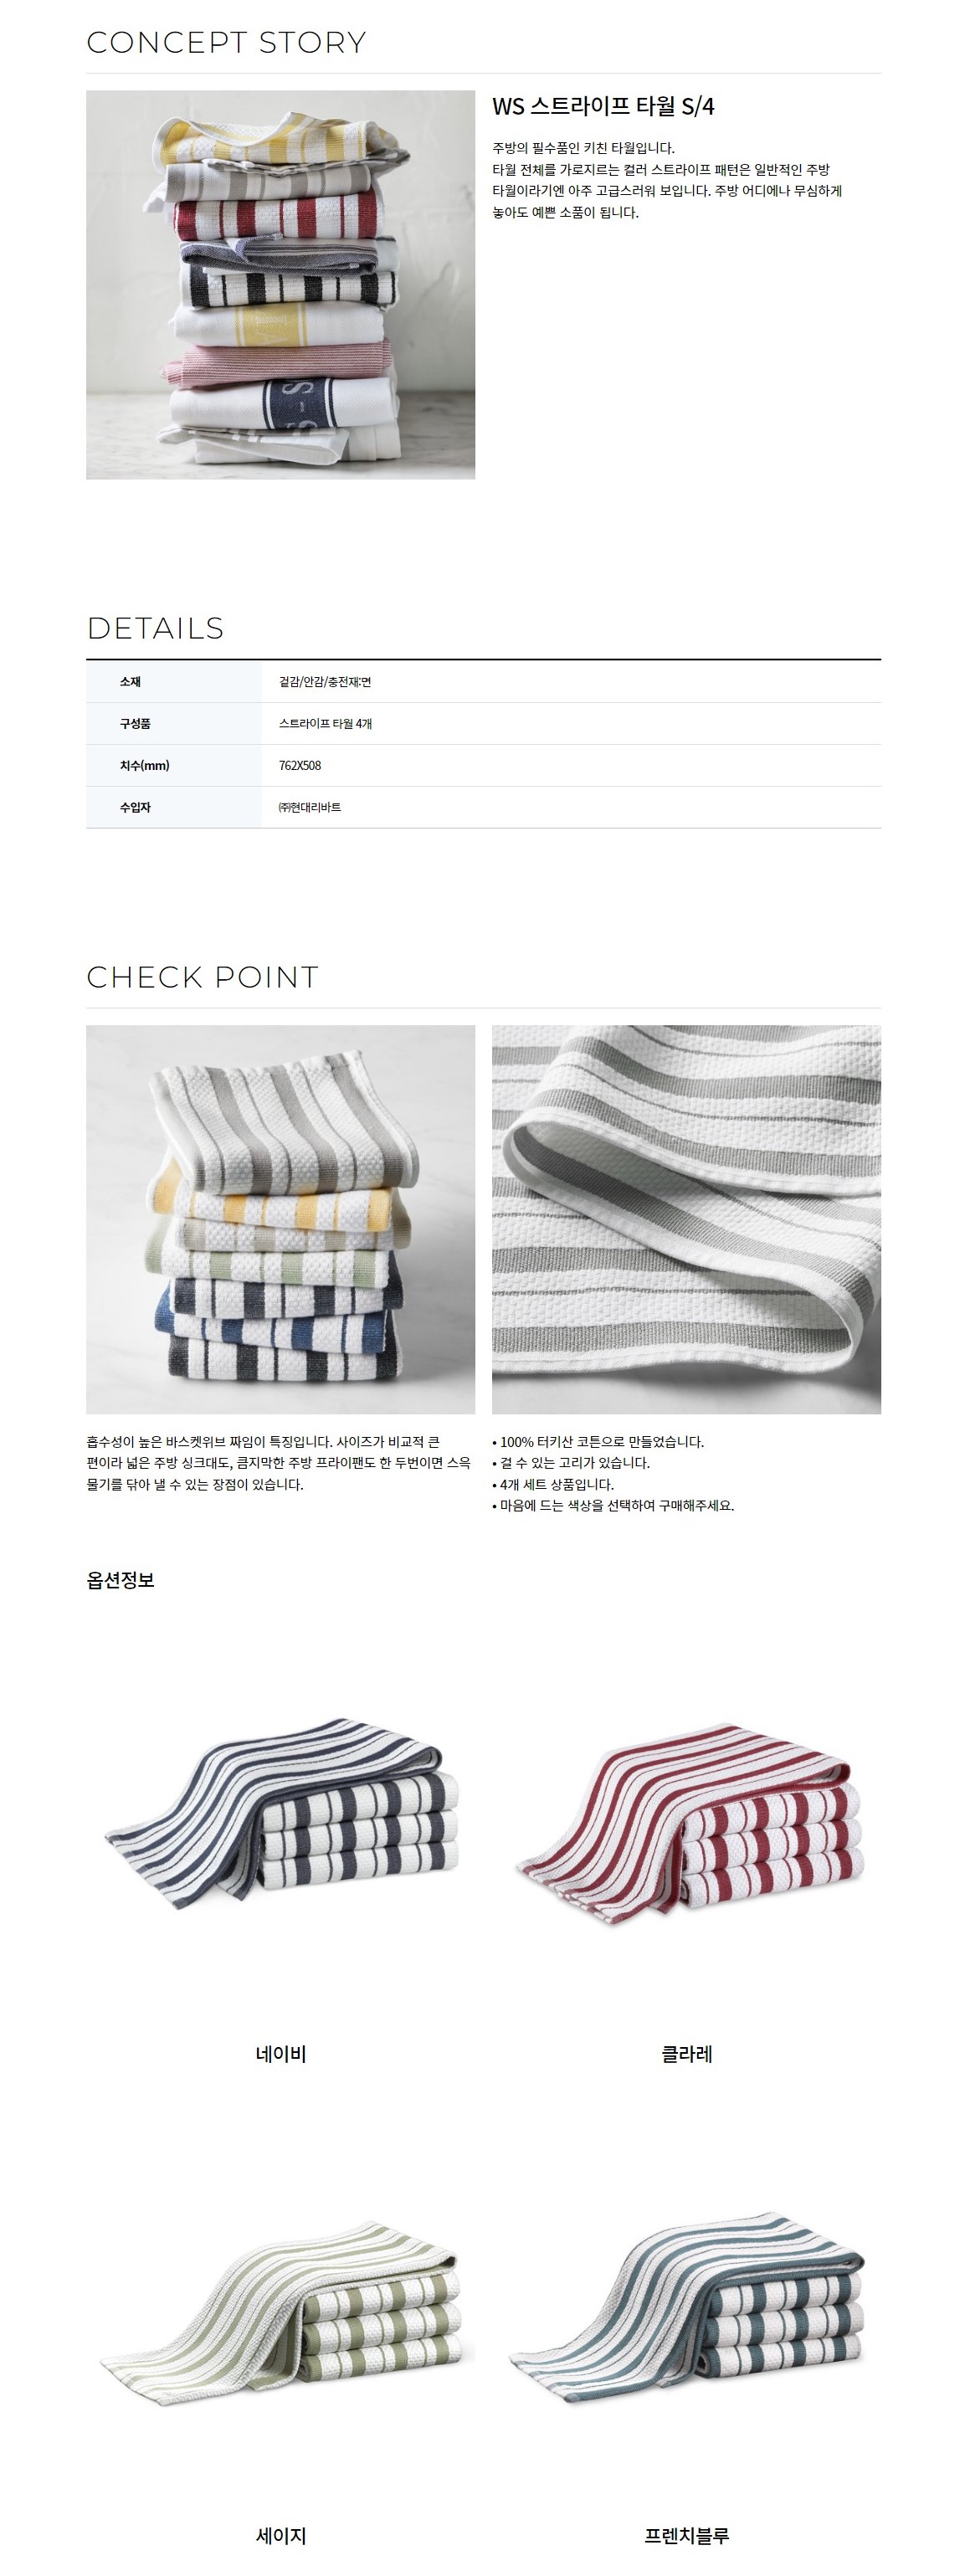 CONCEPT STORY
WS 스트라이프 타월 S/4
주방의 필수품인 키친 타월입니다.
타월 전체를 가로지르는 컬러 스트라이프 패턴은 일반적인 주방
타월이라기엔 아주 고급스러워 보입니다. 주방 어디에나 무심하게
놓아도 예쁜 소품이 됩니다.
DETAILS
소재 겉감/안감/충전재:면
구성품 스트라이프 타월 4개
치수(mm) 762X508
수입자 ㈜현대리바트
CHECK POINT
흡수성이 높은 바스켓위브 짜임이 특징입니다. 사이즈가 비교적 큰
편이라 넓은 주방 싱크대도, 큼지막한 주방 프라이팬도 한 두번이면 스윽
물기를 닦아 낼 수 있는 장점이 있습니다.
• 100% 터키산 코튼으로 만들었습니다.
• 걸 수 있는 고리가 있습니다.
• 4개 세트 상품입니다.
• 마음에 드는 색상을 선택하여 구매해주세요.
옵션정보
네이비
클라레
세이지
프렌치블루